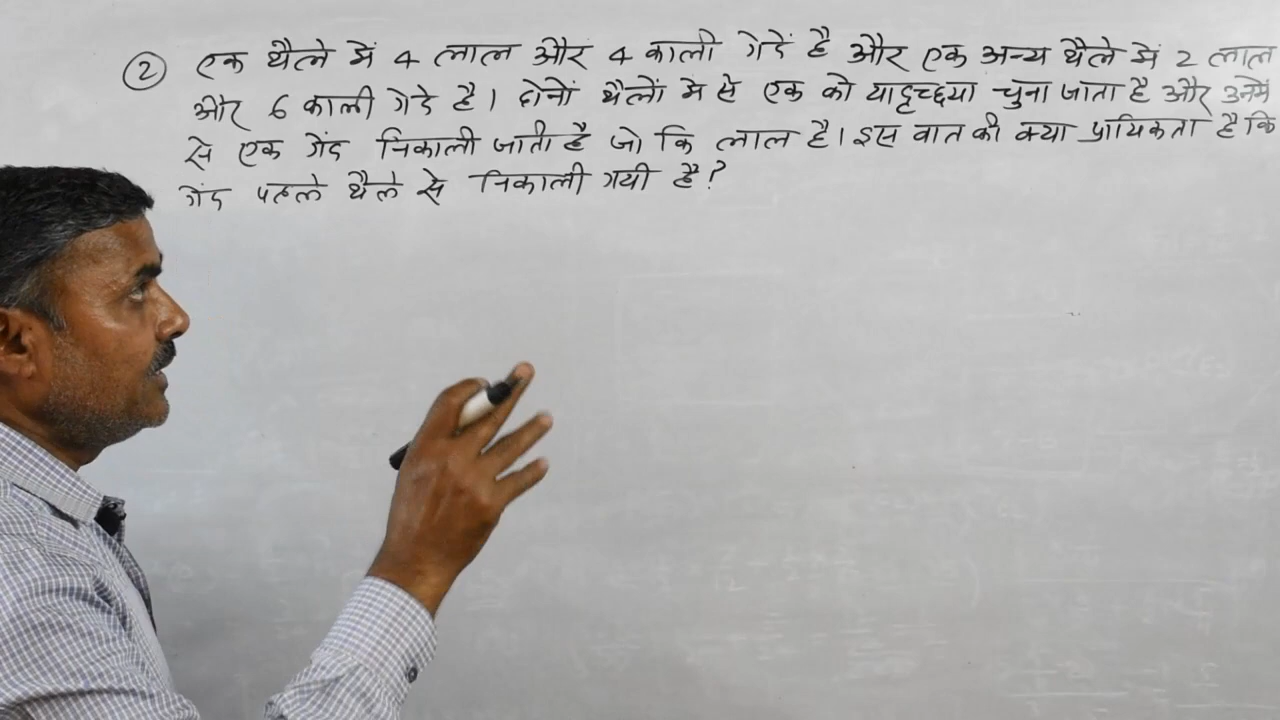 ② एक थैले में 4 लाल और 4 काली गेंदें है और एक अन्य थैले में 2 लाल
और 6 काली गेंदे है। दोनों थैलों में से एक को यादृच्छया चुना जाता है और उनमें
से एक गेंद निकाली जाती है जो कि लाल है। इस बात की क्या प्रायिकता है कि
गेंद पहले थैले से निकाली गयी है?